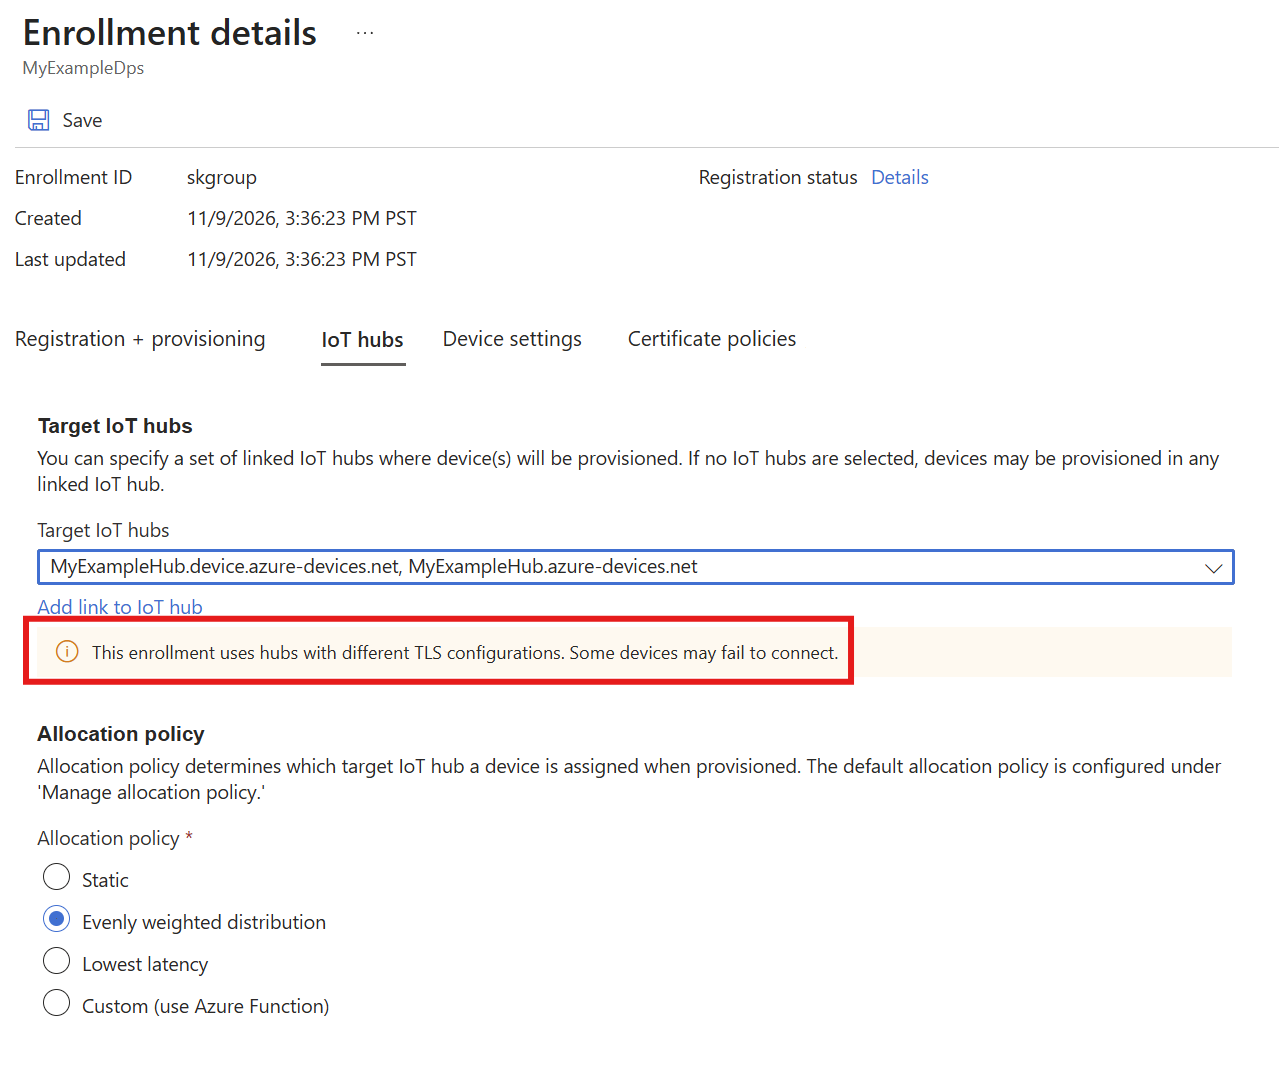 Enrollment details ...
MyExampleDps
Save
Enrollment ID skgroup Registration status Details
Created 11/9/2026, 3:36:23 PM PST
Last updated 11/9/2026, 3:36:23 PM PST
Registration + provisioning IoT hubs Device settings Certificate policies
Target IoT hubs
You can specify a set of linked IoT hubs where device(s) will be provisioned. If no IoT hubs are selected, devices may be provisioned in any
linked IoT hub.
Target IoT hubs
MyExampleHub.device.azure-devices.net, MyExampleHub.azure-devices.net
Add link to IoT hub
This enrollment uses hubs with different TLS configurations. Some devices may fail to connect.
Allocation policy
Allocation policy determines which target IoT hub a device is assigned when provisioned. The default allocation policy is configured under
'Manage allocation policy.'
Allocation policy *
Static
Evenly weighted distribution
Lowest latency
Custom (use Azure Function)